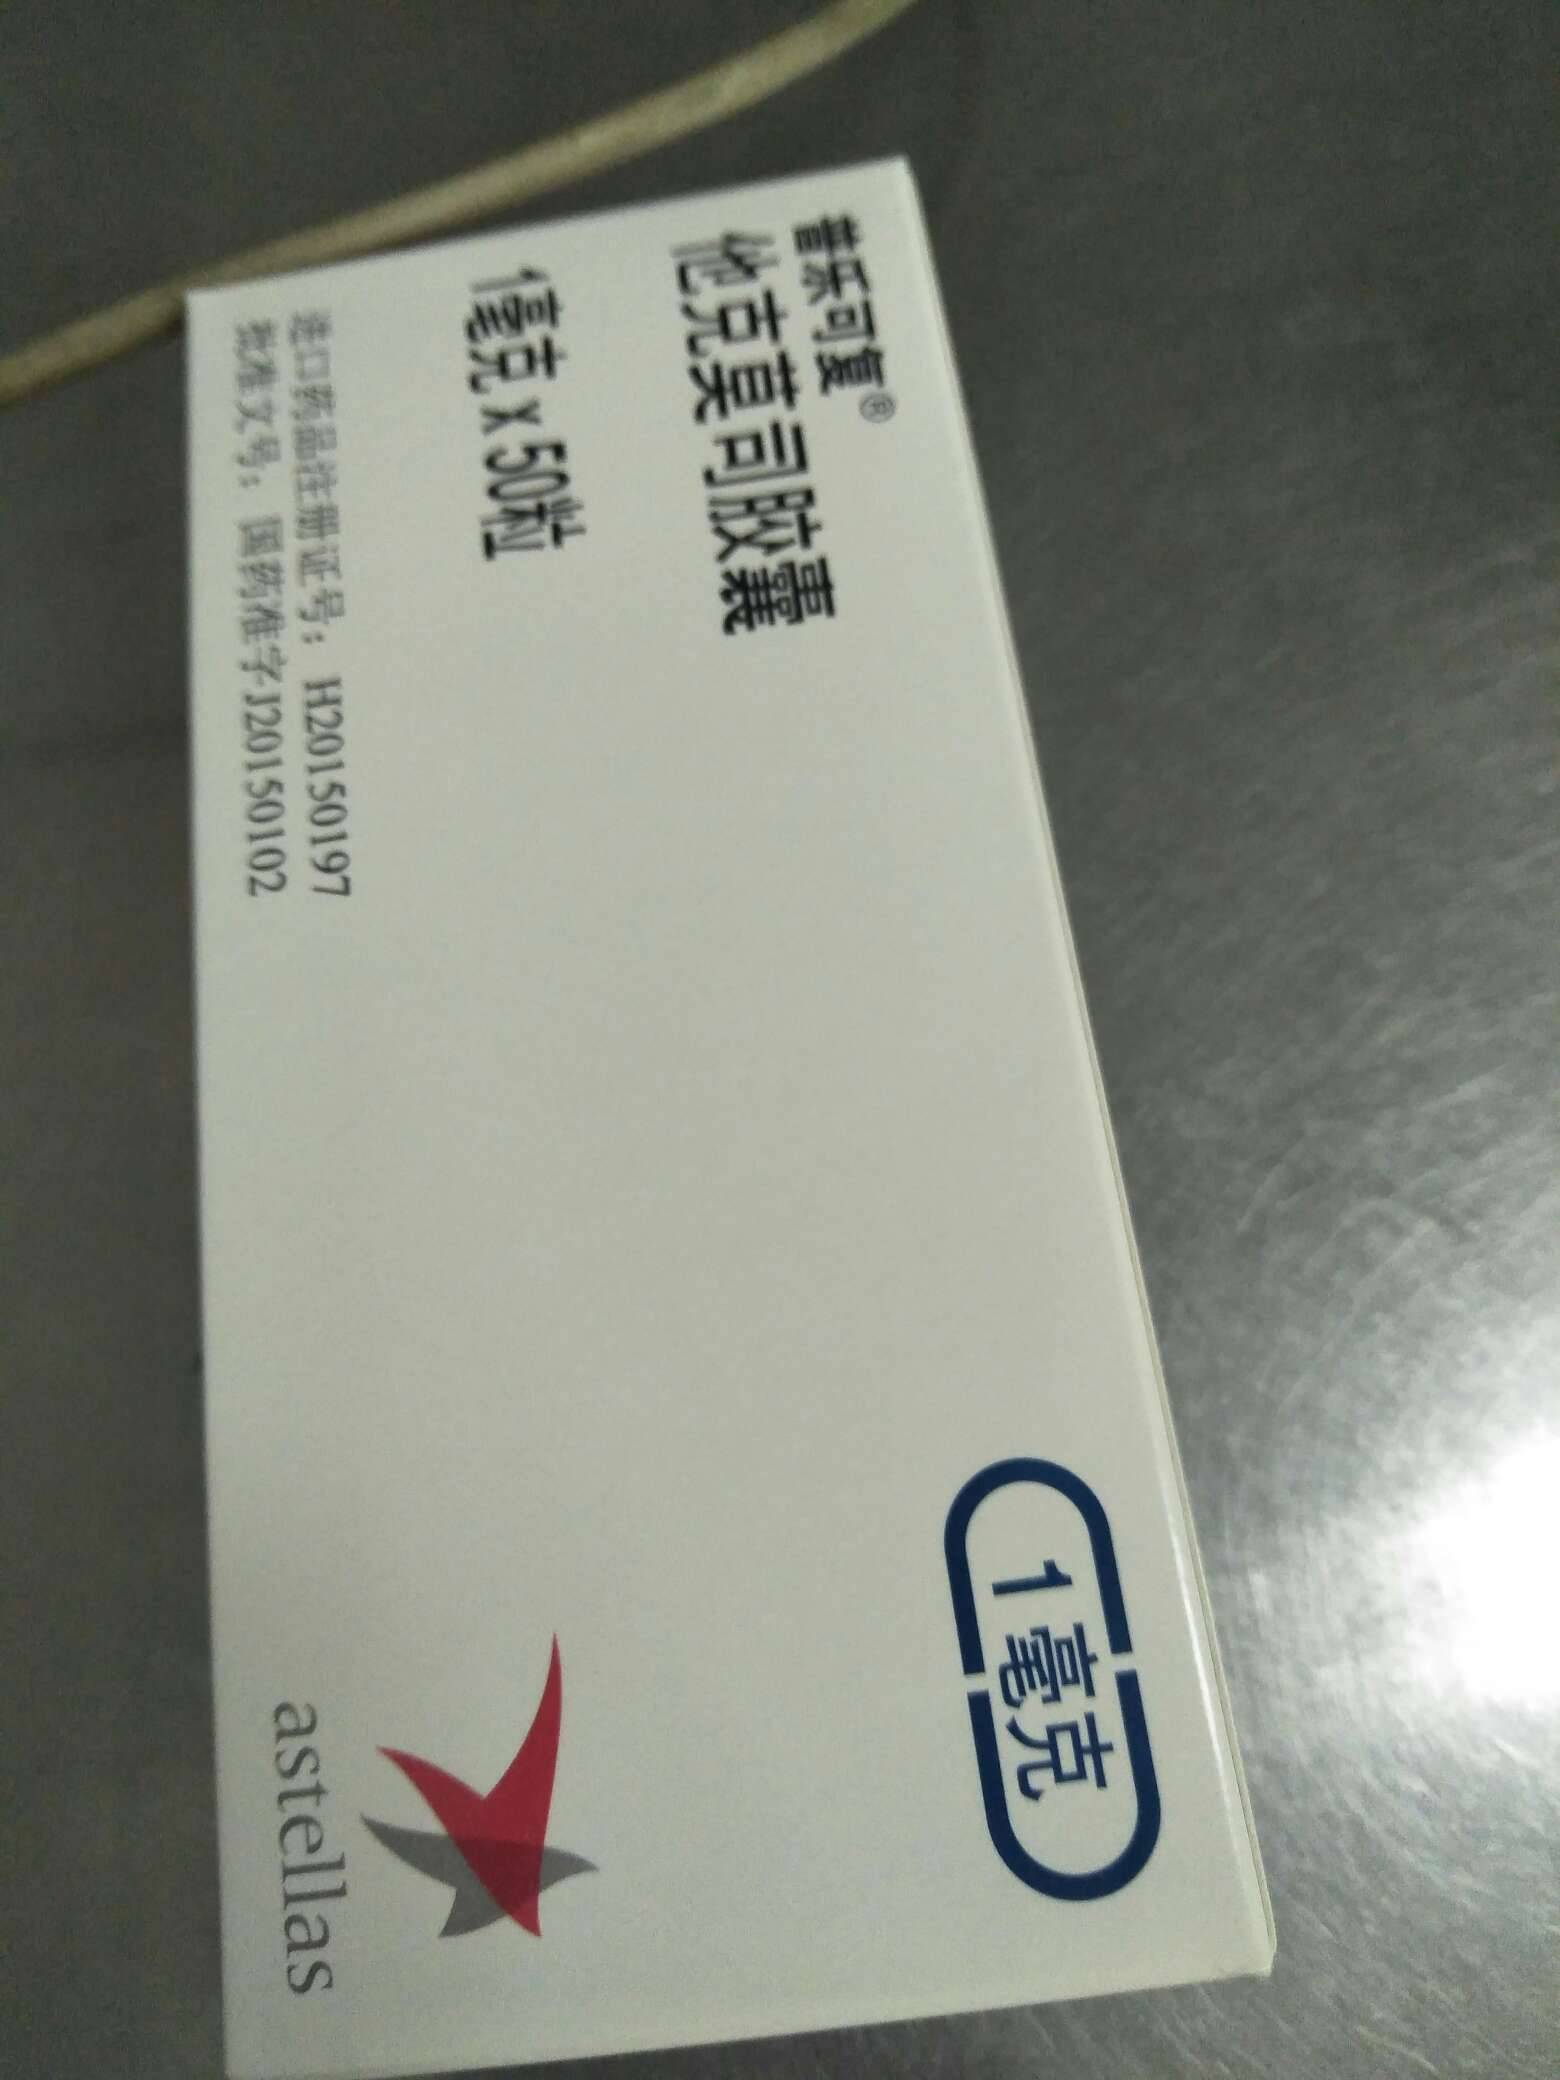 普乐可复®
他克莫司胶囊
1毫克 x 50粒
进口药品注册证号：H20150197
批准文号：国药准字J20150102
1毫克
astellas